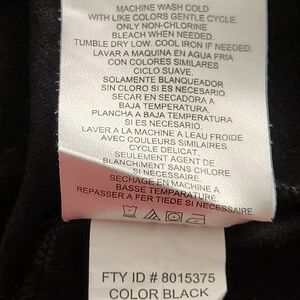 MACHINE WASH COLD
WITH LIKE COLORS GENTLE CYCLE.
ONLY NON-CHLORINE
BLEACH WHEN NEEDED.
TUMBLE DRY LOW. COOL IRON IF NEEDED.
LAVAR A MAQUINA EN AGUA FRIA
CON COLORES SIMILARES
CICLO SUAVE.
SOLAMENTE BLANQUEADOR
SIN CLORO SI ES NECESARIO.
SECAR EN SECADORA A
BAJA TEMPERATURA.
PLANCHA A BAJA TEMPERATURA
SI ES NECESARIO.
LAVER A LA MACHINE A LEAU FROIDE
AVEC COULEURS SIMILAIRES
CYCLE DELICAT.
SEULEMENT AGENT DE
BLANCHIMENT SANS CHLORE
SI NECESSAIRE.
SECHAGE EN MACHINE A
BASSE TEMPARATURE.
REPASSER A FER TIEDE SI NECESSAIRE.
FTY ID # 8015375
COLOR BLACK